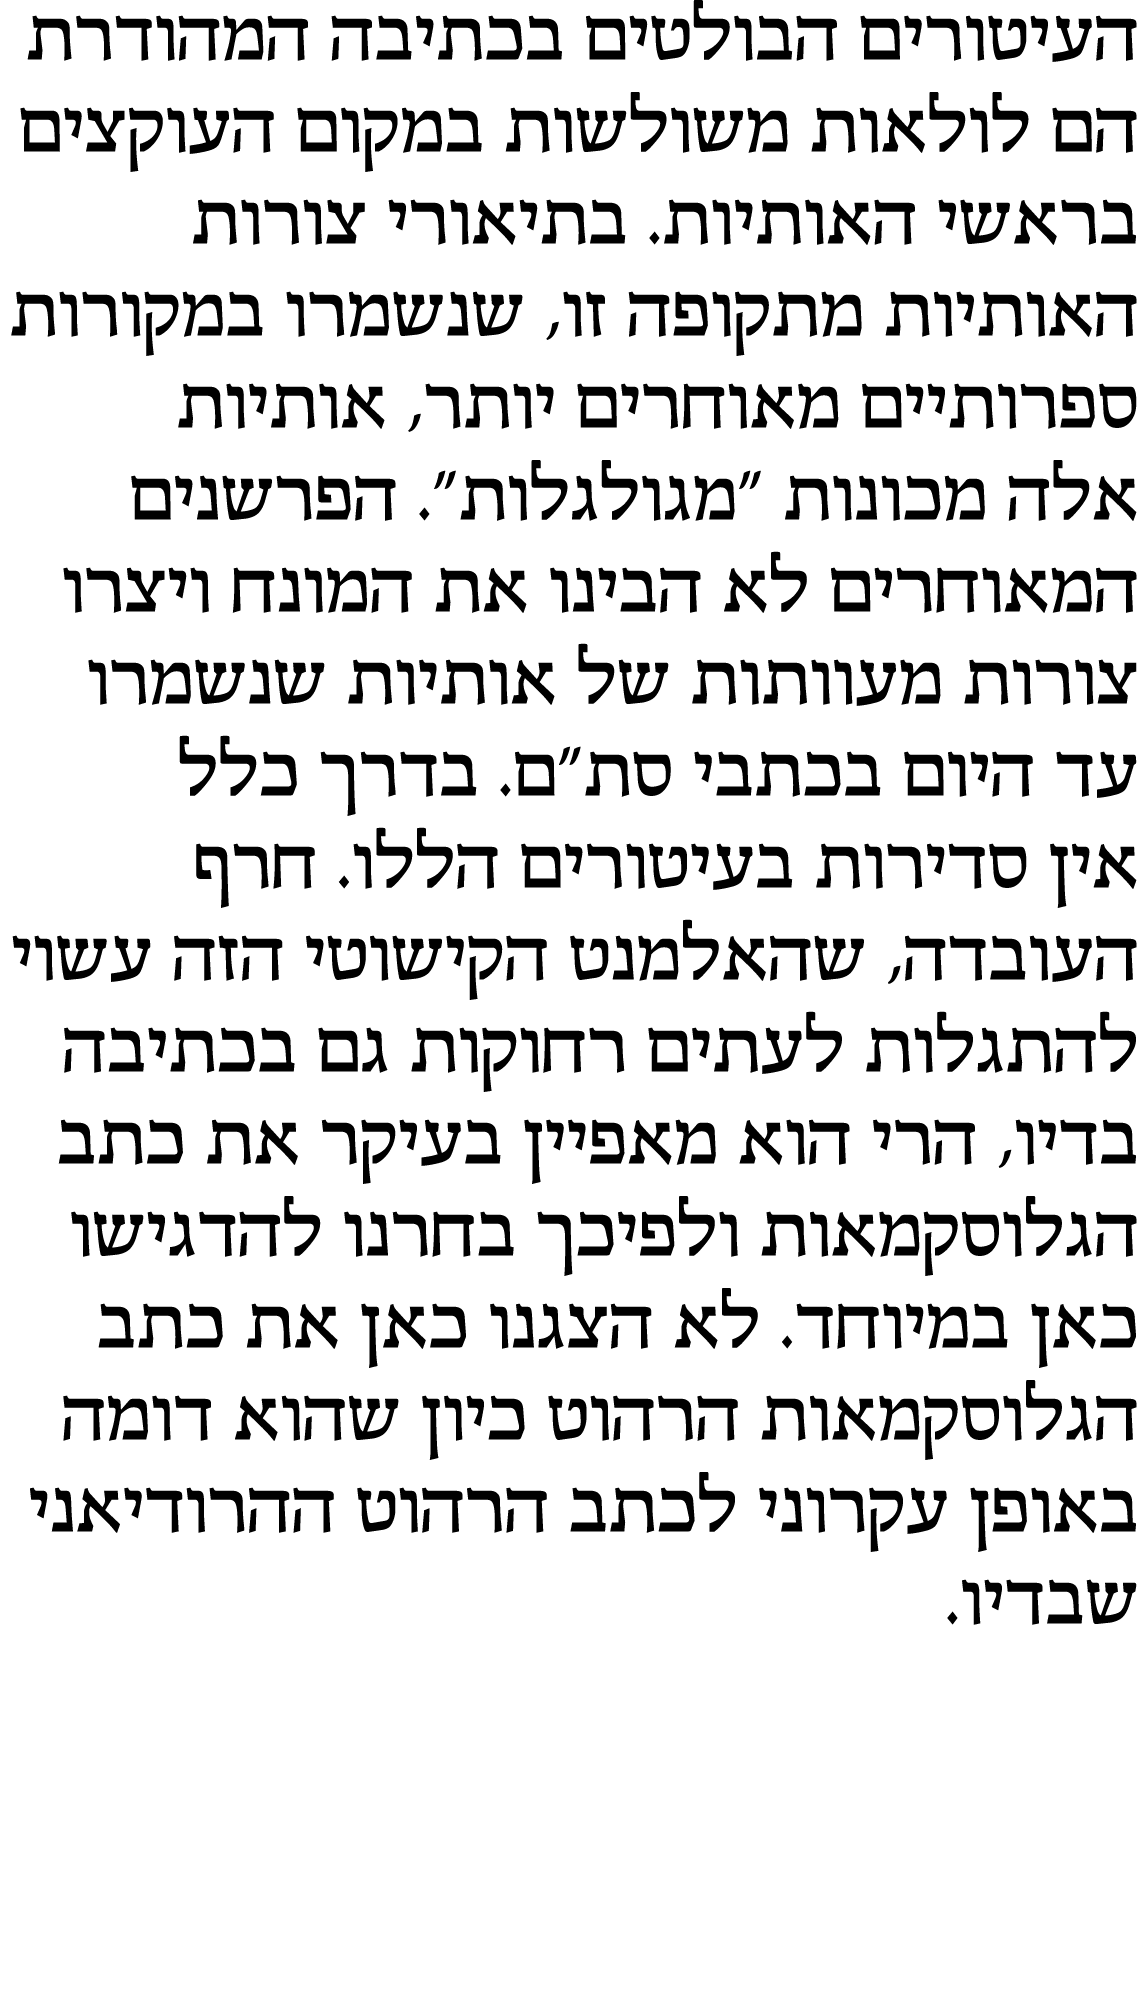 העיטורים הבולטים בכתיבה המהודרת
הם לולאות משולשות במקום העוקצים
בראשי האותיות. בתיאורי צורות
האותיות מתקופה זו, שנשמרו במקורות
ספרותיים מאוחרים יותר, אותיות
אלה מכונות ״מגולגלות״. הפרשנים
המאוחרים לא הבינו את המונח ויצרו
צורות מעוותות של אותיות שנשמרו
עד היום בכתבי סת״ם. בדרך כלל
אין סדירות בעיטורים הללו. חרף
העובדה, שהאלמנט הקישוטי הזה עשוי
להתגלות לעתים רחוקות גם בכתיבה
בדיו, הרי הוא מאפיין בעיקר את כתב
הגלוסקמאות ולפיכך בחרנו להדגישו
כאן במיוחד. לא הצגנו כאן את כתב
הגלוסקמאות הרהוט כיון שהוא דומה
באופן עקרוני לכתב הרהוט ההרודיאני
שבדיו.